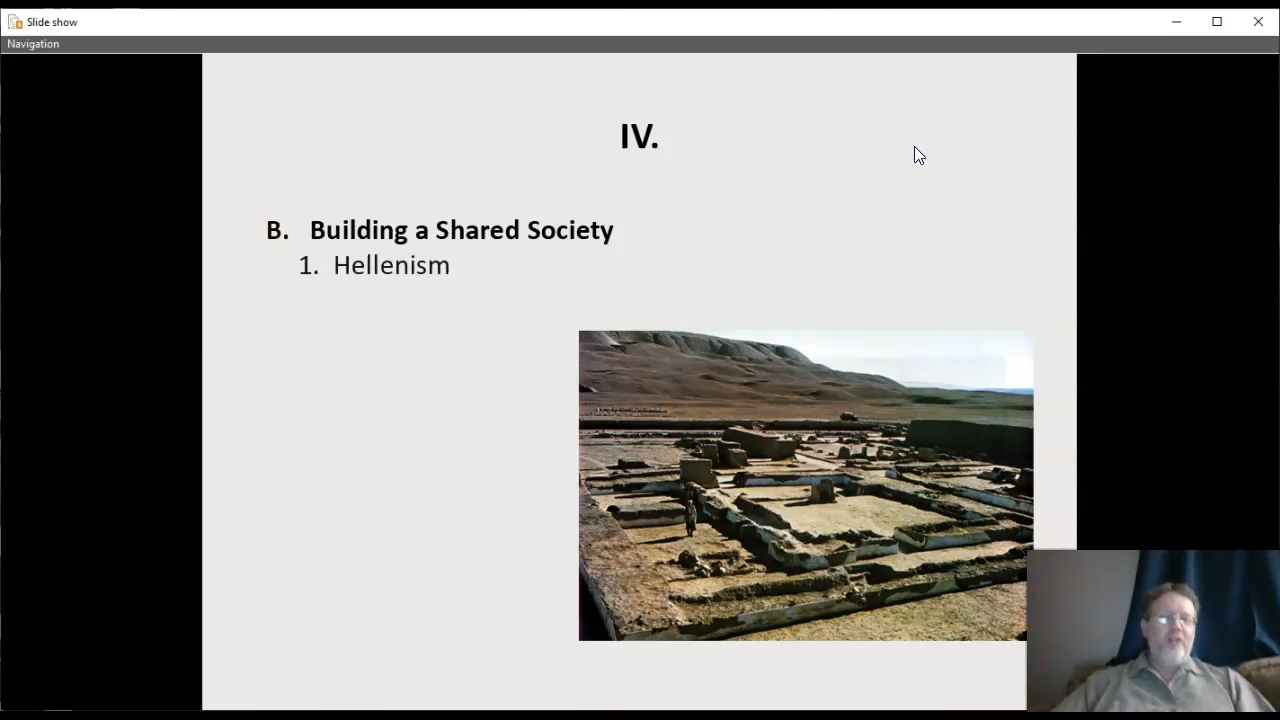 Slide show
Navigation
IV.
B. Building a Shared Society
1. Hellenism